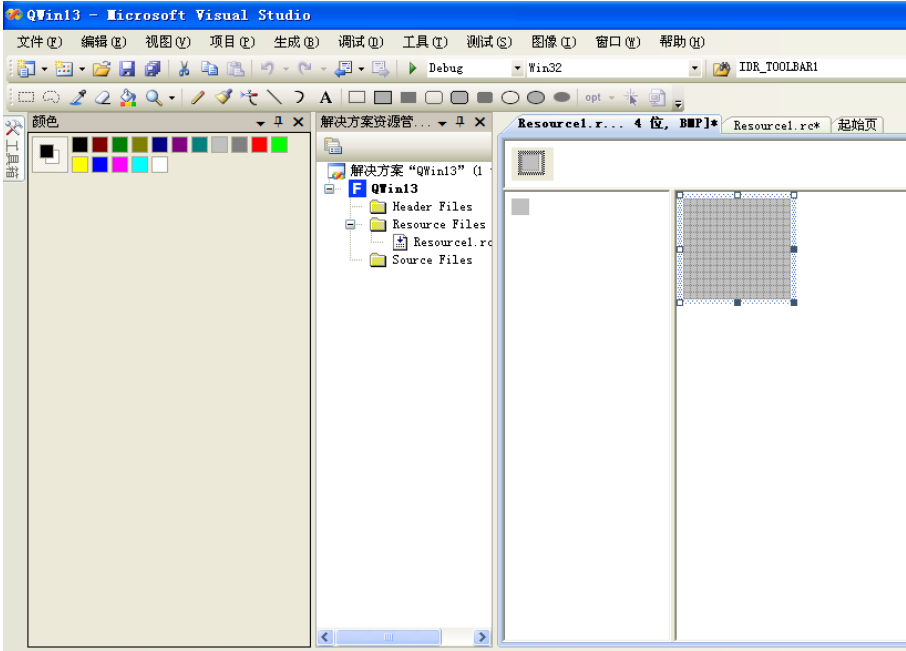 QWin13 - Microsoft Visual Studio
文件(F) 编辑(E) 视图(V) 项目(P) 生成(B) 调试(D) 工具(T) 测试(S) 图像(I) 窗口(W) 帮助(H)
Debug Win32 IDR_TOOLBAR1
A opt
工具箱
颜色
解决方案资源管...
解决方案“QWin13”(1
QWin13
Header Files
Resource Files
Resource1.rc
Source Files
Resource1.r... 4 位, BMP]* Resource1.rc* 起始页